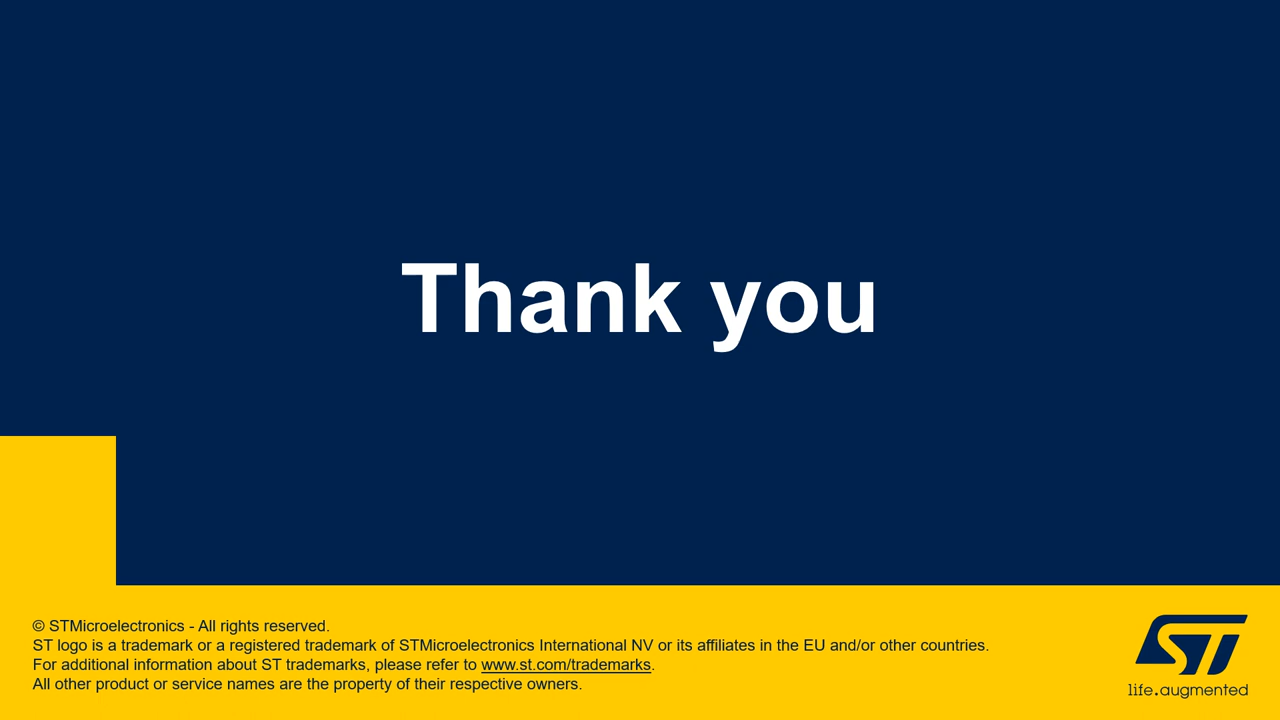 Thank you
© STMicroelectronics - All rights reserved.
ST logo is a trademark or a registered trademark of STMicroelectronics International NV or its affiliates in the EU and/or other countries.
For additional information about ST trademarks, please refer to www.st.com/trademarks.
All other product or service names are the property of their respective owners.
ST
life.augmented